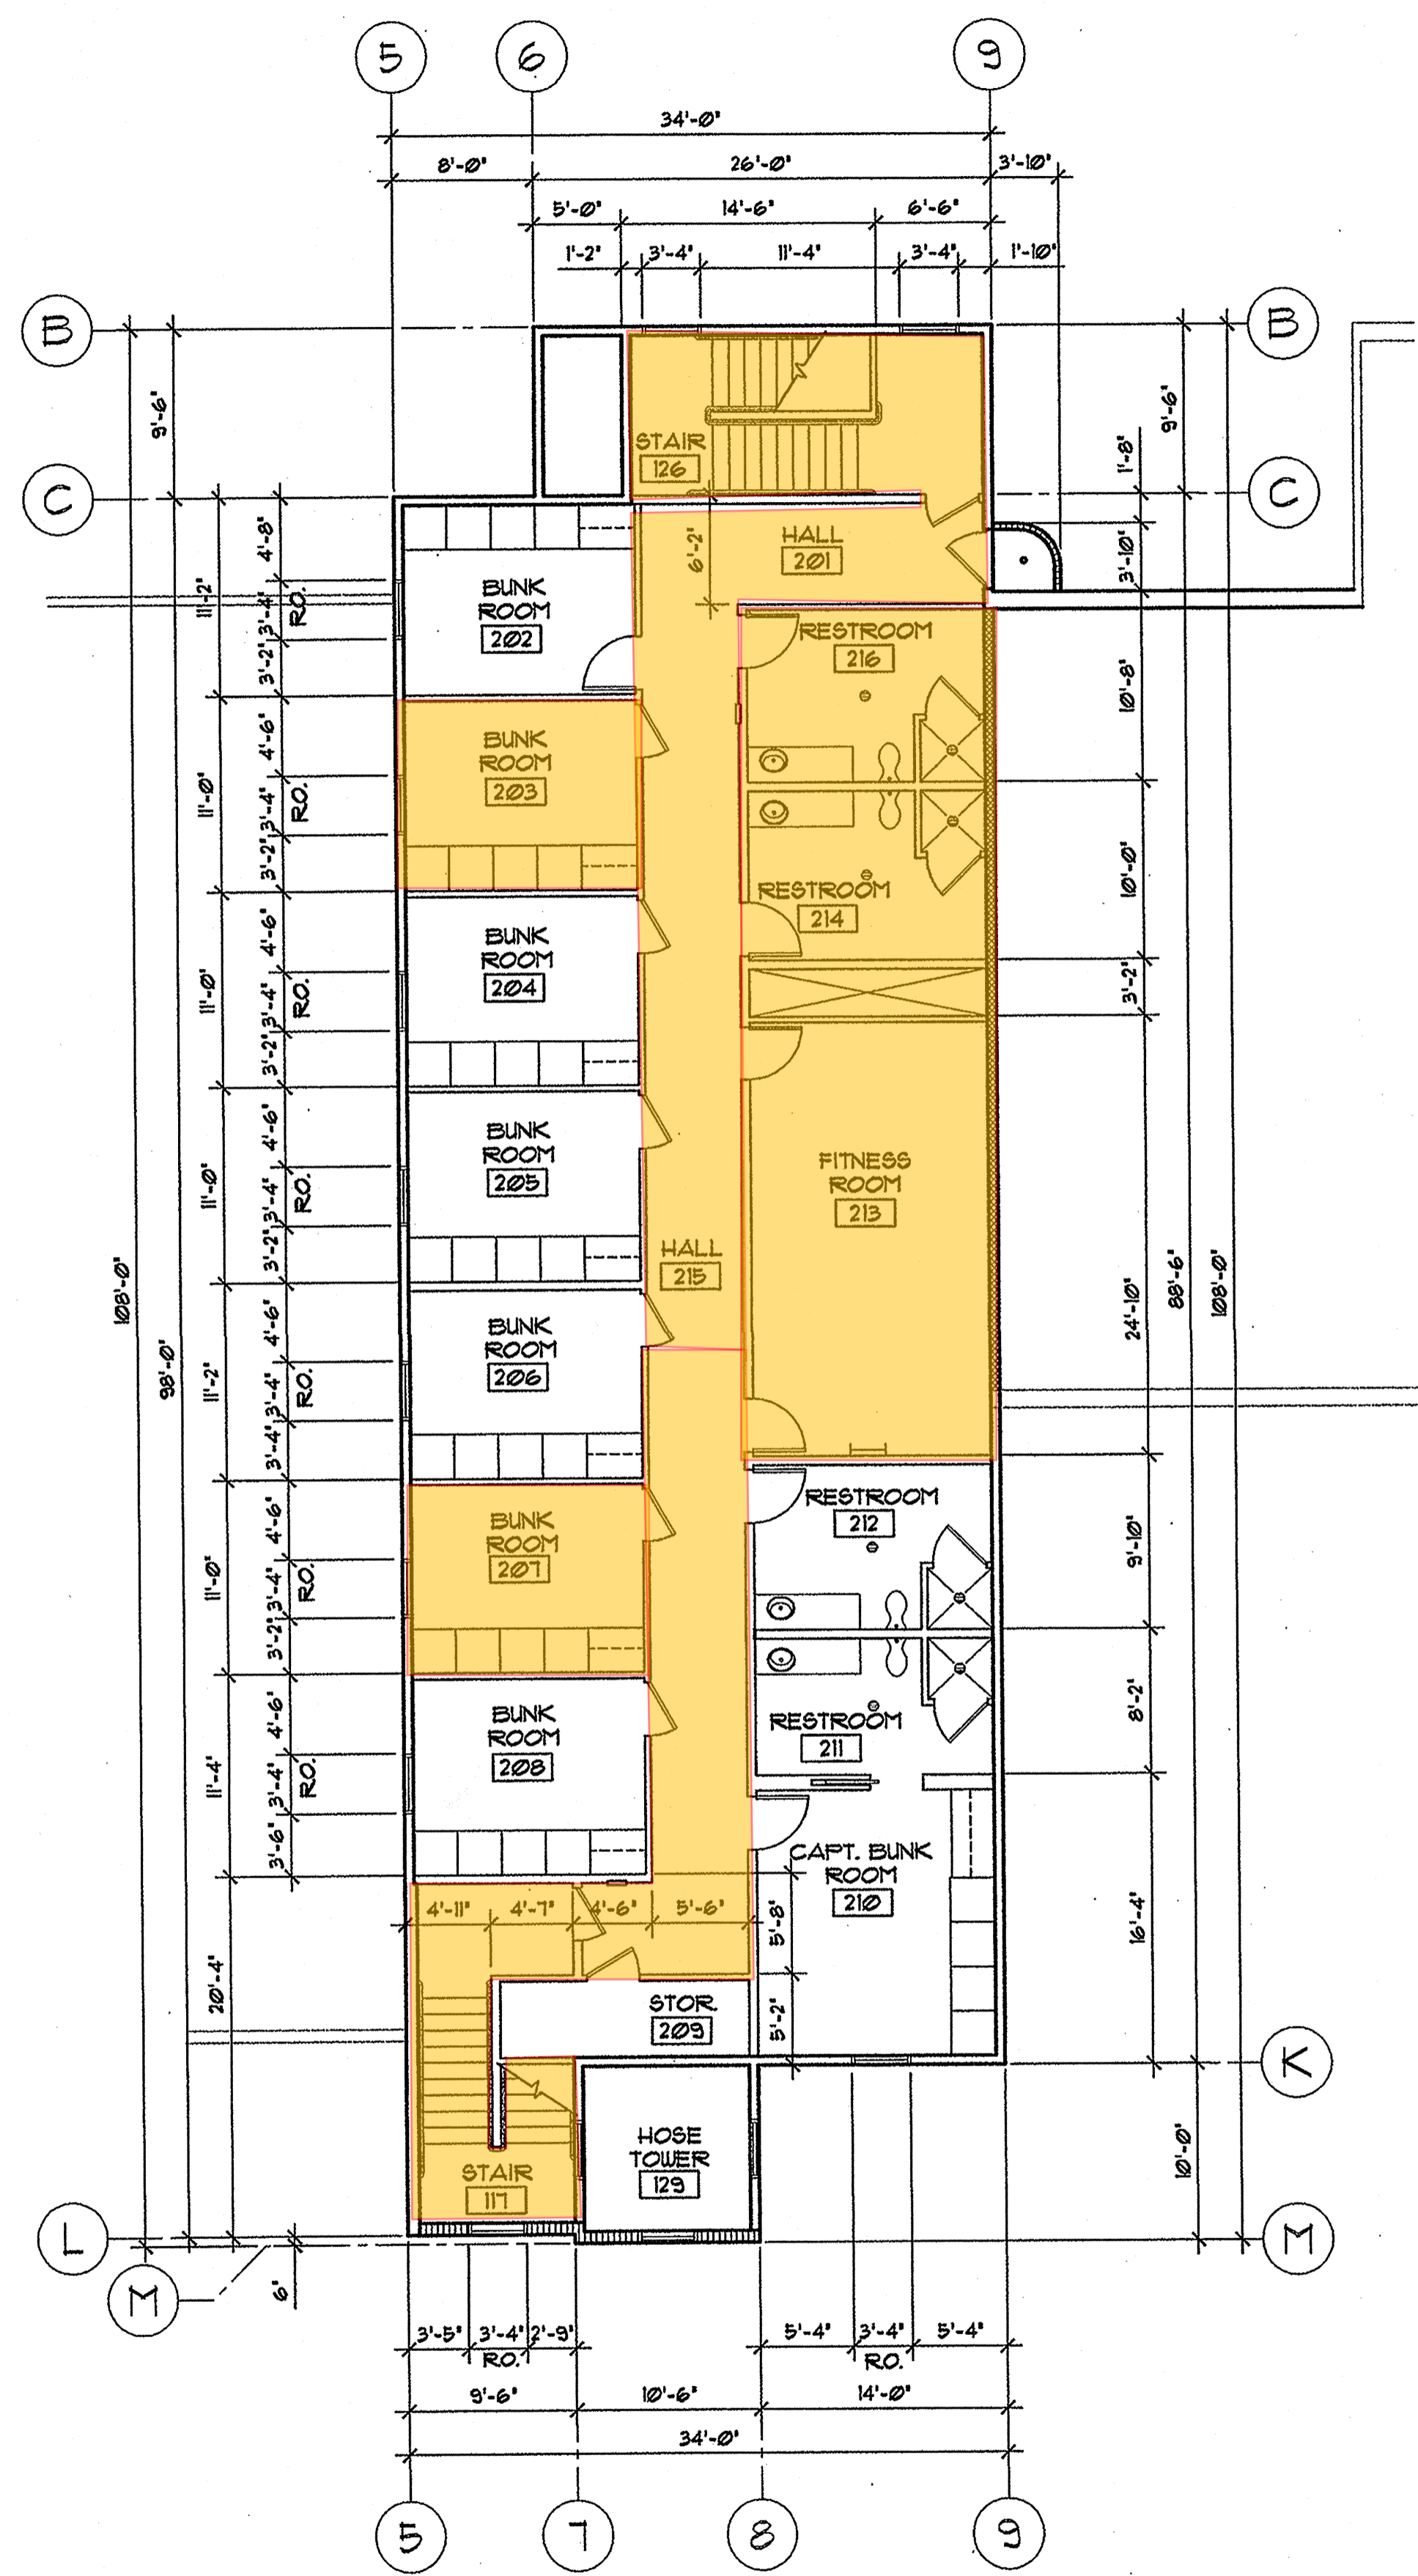 5 6 9
34'-0"
8'-0" 26'-0" 3'-10"
5'-0" 14'-6" 6'-6"
1'-2" 3'-4" 11'-4" 3'-4" 1'-10"
B B
9'-6" 9'-6"
STAIR
126
1'-8"
C C
4'-8"
6'-2"
HALL
201
3'-10"
11'-2"
3'-4"
R.O.
3'-2"
BUNK
ROOM
202
RESTROOM
216
10'-8"
4'-6"
11'-0"
3'-4"
R.O.
3'-2"
BUNK
ROOM
203
RESTROOM
214
10'-0"
4'-6"
11'-0"
3'-4"
R.O.
3'-2"
BUNK
ROOM
204
3'-2"
4'-6"
11'-0"
3'-4"
R.O.
3'-2"
BUNK
ROOM
205
FITNESS
ROOM
213
HALL
215
108'-0"
98'-0"
24'-10"
88'-6"
108'-0"
4'-6"
11'-2"
3'-4"
R.O.
3'-4"
BUNK
ROOM
206
4'-6"
11'-0"
3'-4"
R.O.
3'-2"
BUNK
ROOM
207
RESTROOM
212
9'-10"
RESTROOM
211
8'-2"
4'-6"
11'-4"
3'-4"
R.O.
3'-6"
BUNK
ROOM
208
CAPT. BUNK
ROOM
210
16'-4"
4'-11" 4'-7" 4'-6" 5'-6"
5'-8"
20'-4"
STOR.
209
5'-2"
K
HOSE
TOWER
129
STAIR
117
10'-0"
L M
M
6"
3'-5" 3'-4" 2'-9" 5'-4" 3'-4" 5'-4"
R.O. R.O.
9'-6" 10'-6" 14'-0"
34'-0"
5 7 8 9